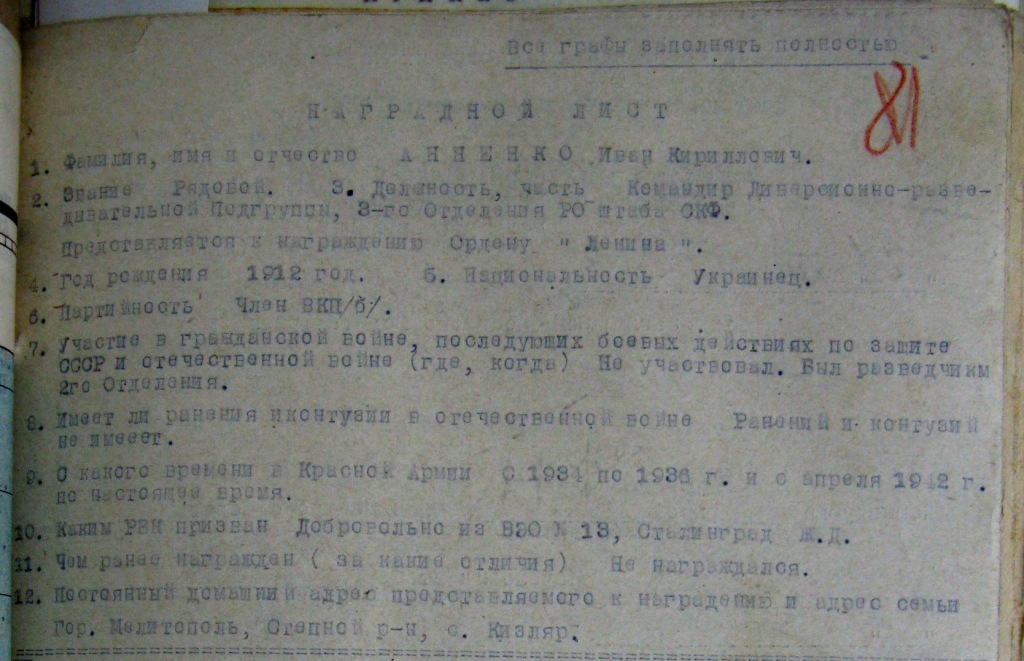 Все графы заполнять полностью
81
НАГРАДНОЙ ЛИСТ
1. Фамилия, имя и отчество АННЕНКО Иван Кириллович.
2. Звание Рядовой. 3. Должность, часть Командир Диверсионно-разве-
дивательной Подгруппы, 3-го Отделения РО штаба СКФ.
Представляется к награждению Ордену " Ленина ".
4. Год рождения 1912 год. 5. Национальность Украинец.
6. Партийность Член ВКП/б/.
7. Участие в гражданской войне, последующих боевых действиях по защите
СССР и отечественной войне (где, когда) Не участвовал. Был разведчикм
2го Отделения.
8. Имеет ли ранения иконтузии в отечественной войне Ранений и контузий
не имееет.
9. С какого времени в Красной Армии С 1934 по 1936 г. и с апреля 1942 г.
по настоящее время.
10. Каким РВК призван Добровольно из ВЭО № 13, Сталинград Ж.Д.
11. Чем ранее награжден ( за какие отличия) Не награждался.
12. Постоянный домашний адрес представляемого к наградению и адрес семьи
Гор. Мелитополь, Степной р-н, с. Кизляр.